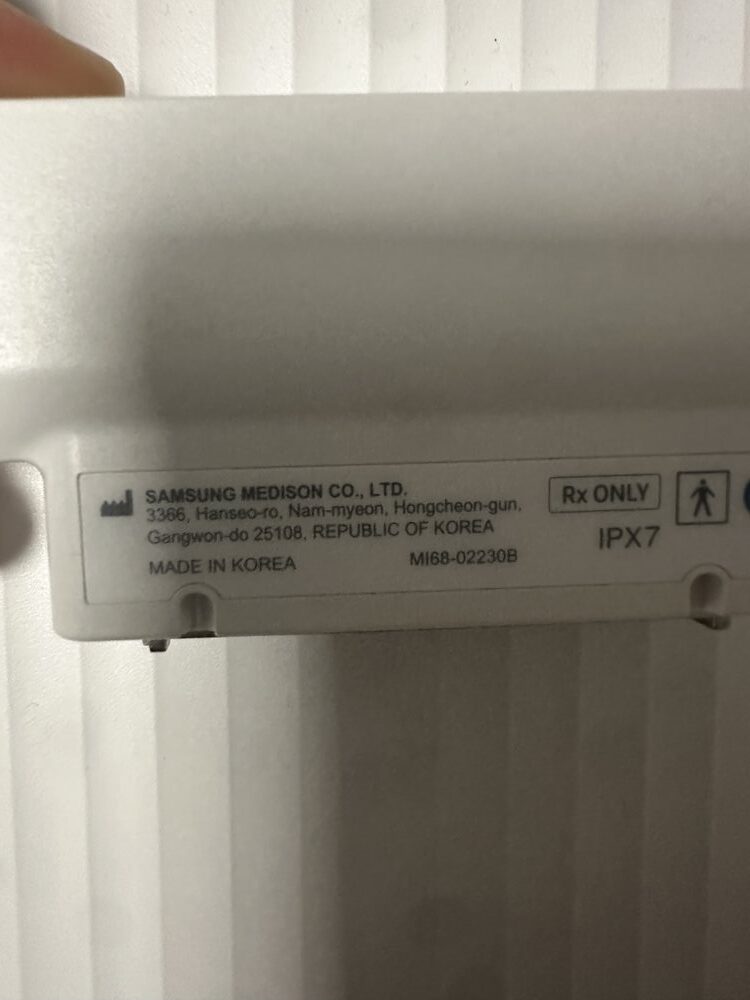 SAMSUNG MEDISON CO., LTD.
3366, Hanseo-ro, Nam-myeon, Hongcheon-gun,
Gangwon-do 25108, REPUBLIC OF KOREA
MADE IN KOREA
MI68-02230B
Rx ONLY
IPX7